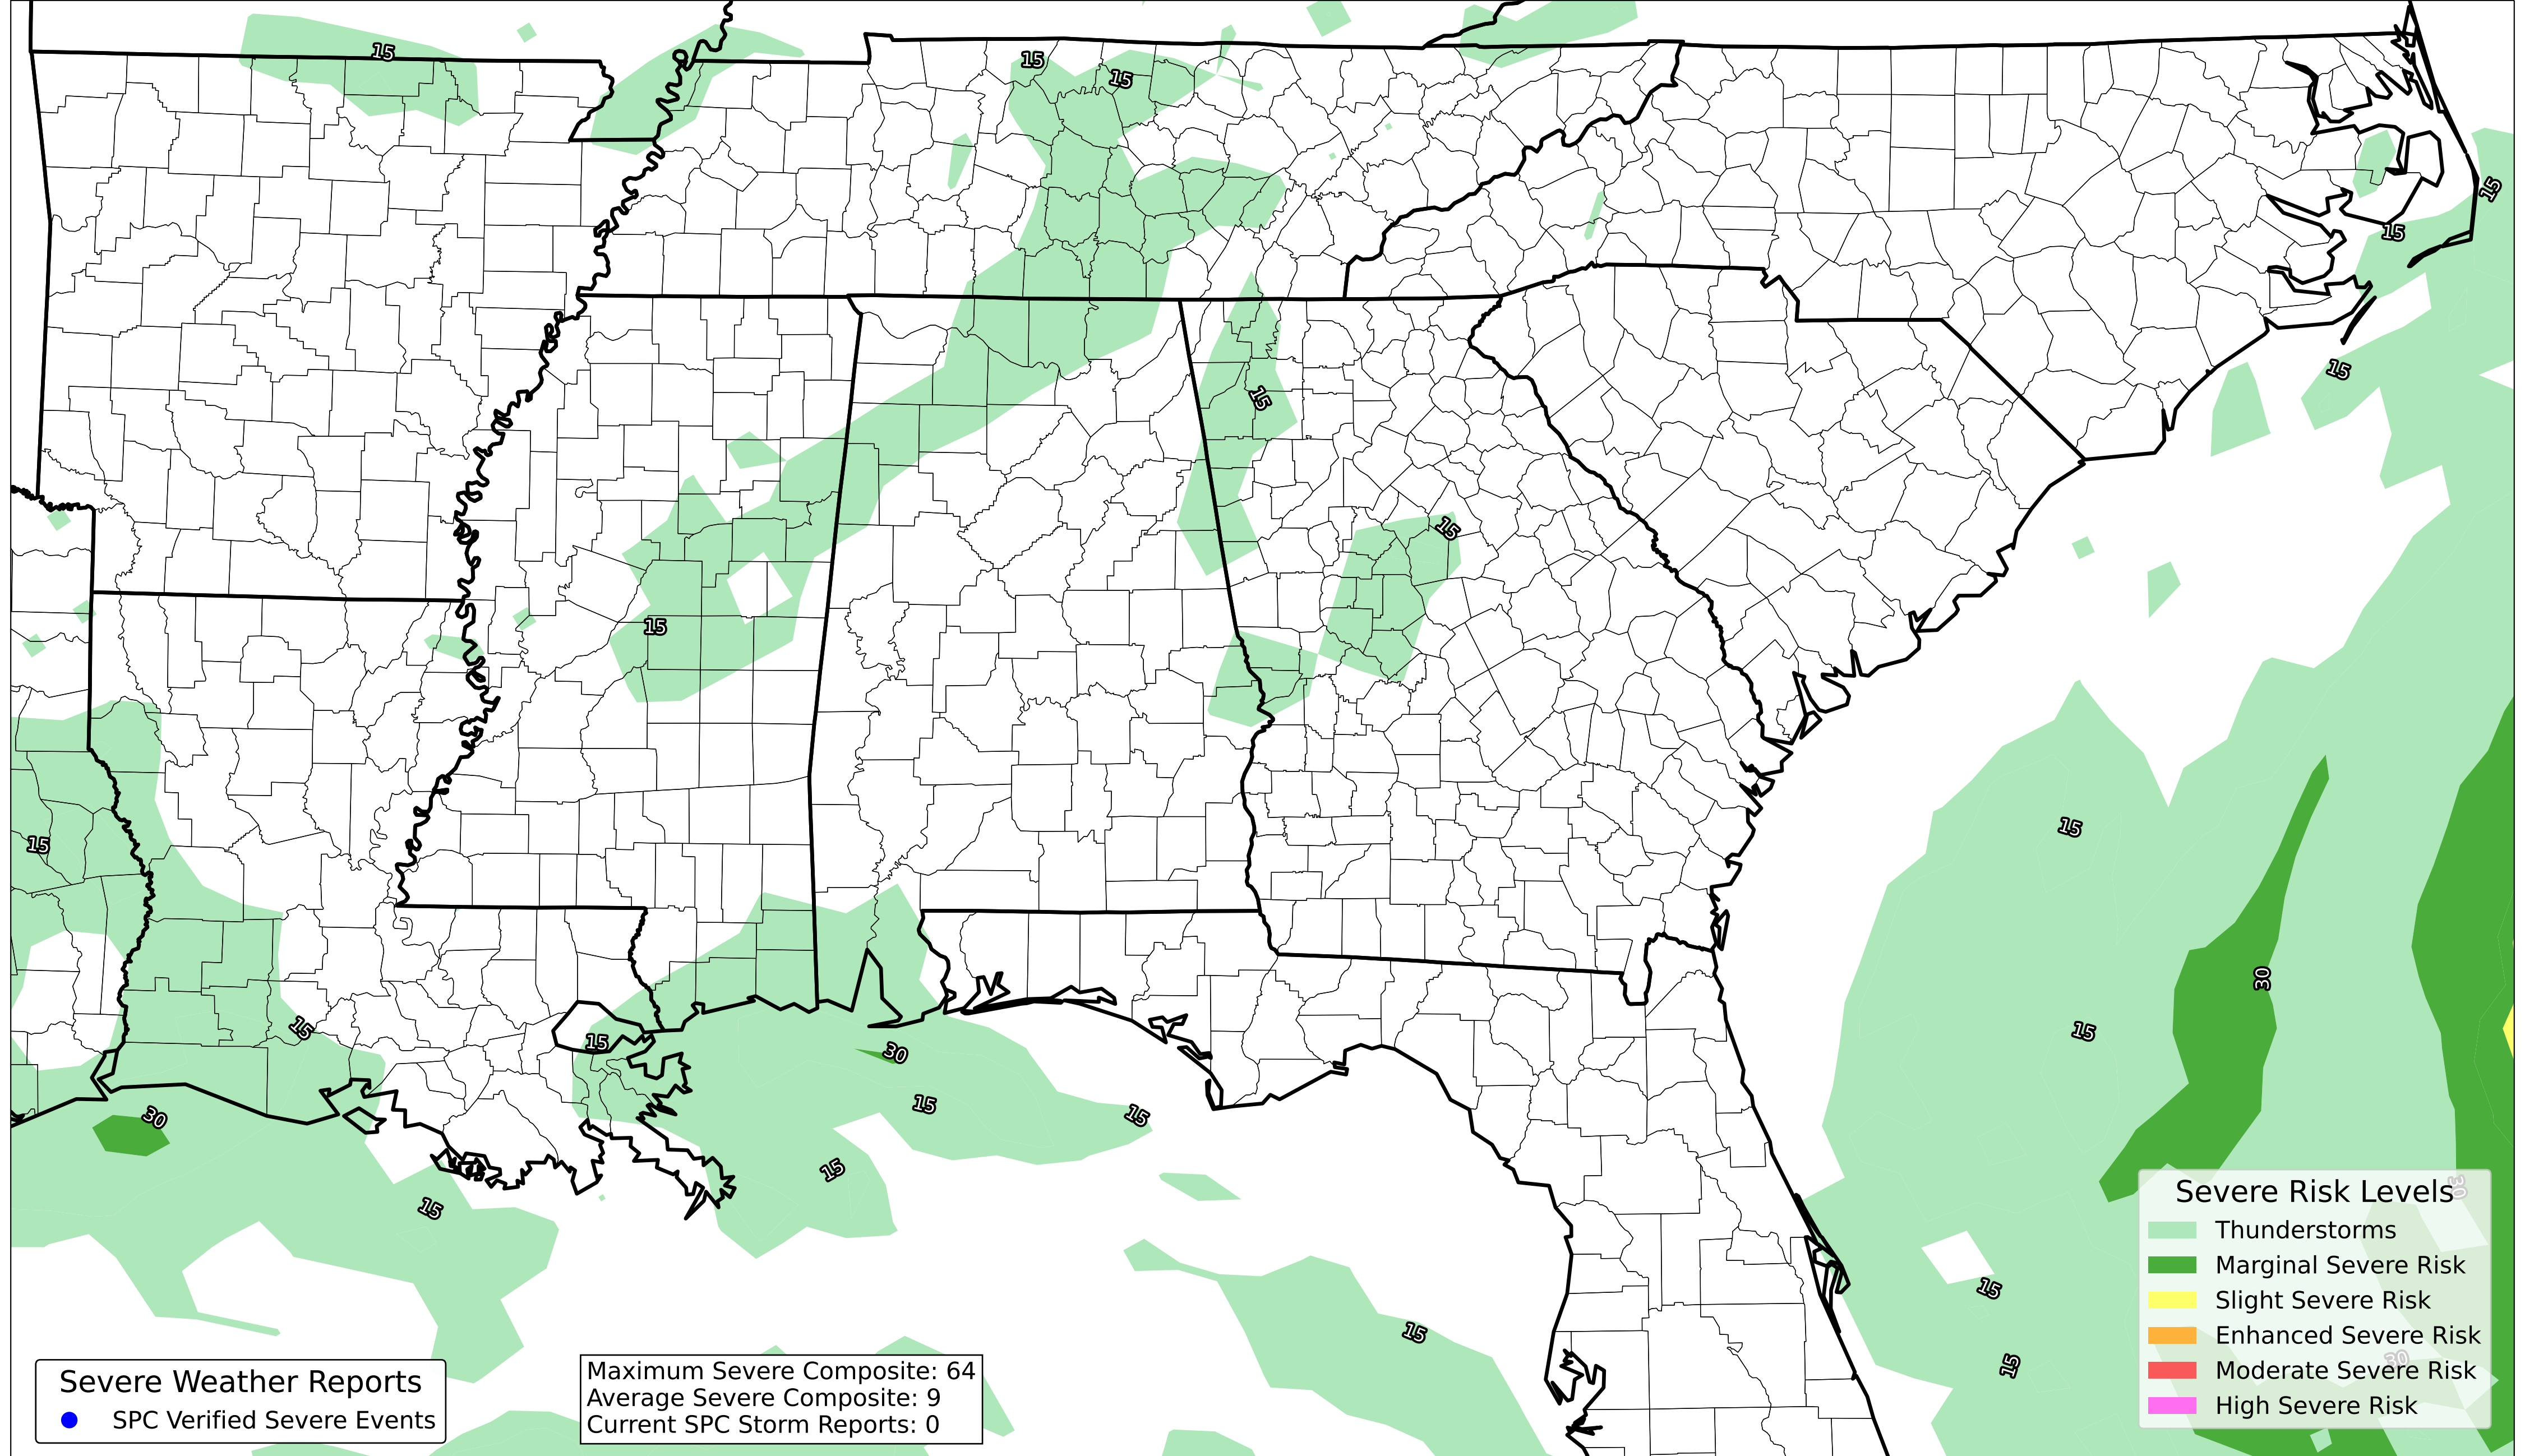 15
15
15
15
15
15
15
15
15
15
15
15
30
15
15
15
30
30
15
15
15
15
15
15
15
15
30
30
Severe Risk Levels
Thunderstorms
Marginal Severe Risk
Slight Severe Risk
Enhanced Severe Risk
Moderate Severe Risk
High Severe Risk
Severe Weather Reports
SPC Verified Severe Events
Maximum Severe Composite: 64
Average Severe Composite: 9
Current SPC Storm Reports: 0